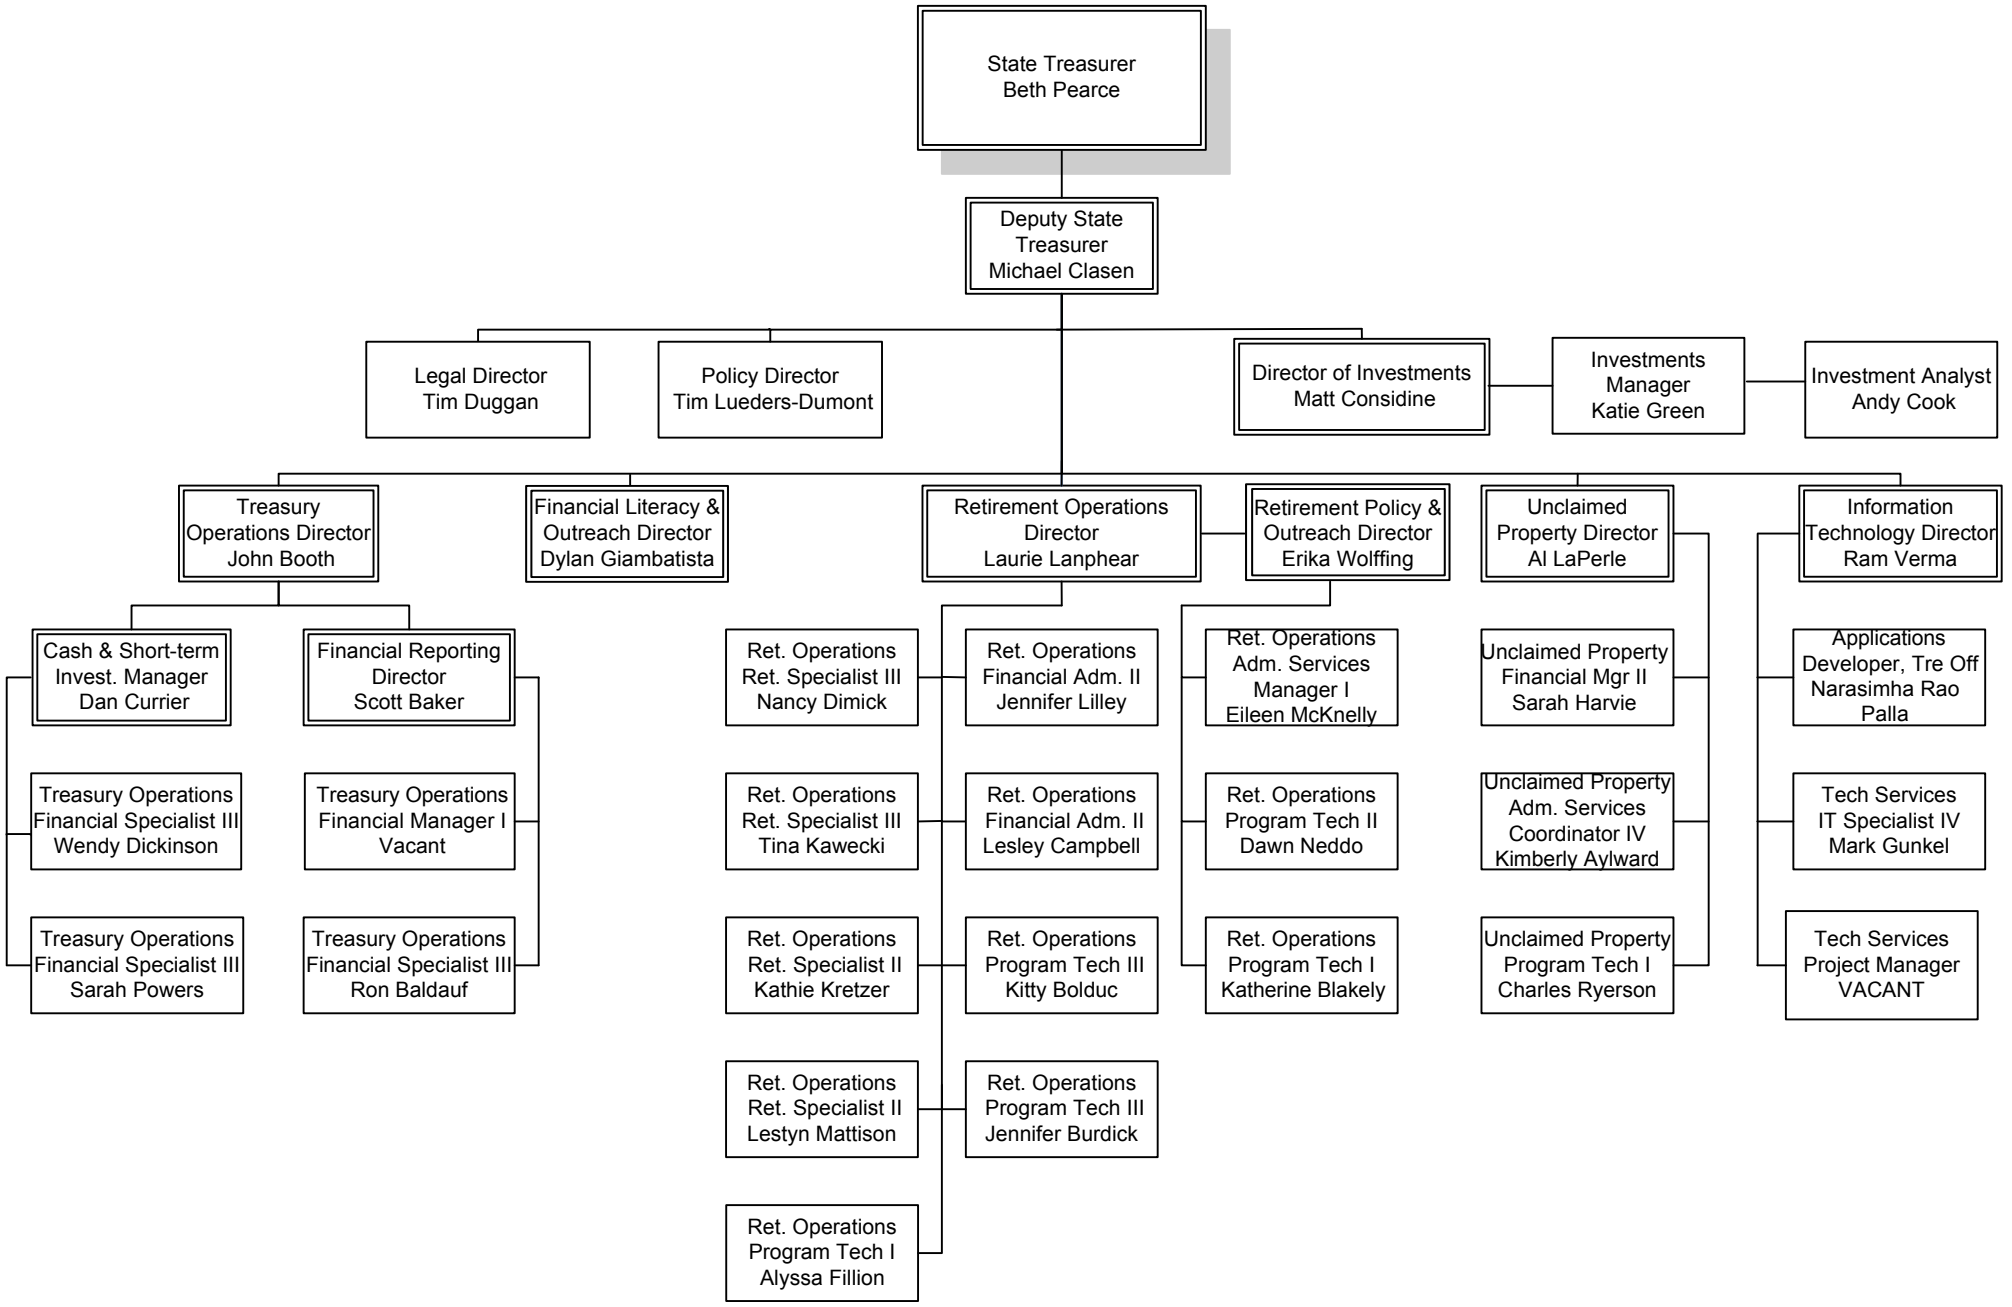 State Treasurer
Beth Pearce
Deputy State
Treasurer
Michael Clasen
Legal Director
Tim Duggan
Policy Director
Tim Lueders-Dumont
Director of Investments
Matt Considine
Investments
Manager
Katie Green
Investment Analyst
Andy Cook
Treasury
Operations Director
John Booth
Financial Literacy &
Outreach Director
Dylan Giambatista
Retirement Operations
Director
Laurie Lanphear
Retirement Policy &
Outreach Director
Erika Wolffing
Unclaimed
Property Director
Al LaPerle
Information
Technology Director
Ram Verma
Cash & Short-term
Invest. Manager
Dan Currier
Financial Reporting
Director
Scott Baker
Ret. Operations
Ret. Specialist III
Nancy Dimick
Ret. Operations
Financial Adm. II
Jennifer Lilley
Ret. Operations
Adm. Services
Manager I
Eileen McKnelly
Unclaimed Property
Financial Mgr II
Sarah Harvie
Applications
Developer, Tre Off
Narasimha Rao
Palla
Treasury Operations
Financial Specialist III
Wendy Dickinson
Treasury Operations
Financial Manager I
Vacant
Ret. Operations
Ret. Specialist III
Tina Kawecki
Ret. Operations
Financial Adm. II
Lesley Campbell
Ret. Operations
Program Tech II
Dawn Neddo
Unclaimed Property
Adm. Services
Coordinator IV
Kimberly Aylward
Tech Services
IT Specialist IV
Mark Gunkel
Treasury Operations
Financial Specialist III
Sarah Powers
Treasury Operations
Financial Specialist III
Ron Baldauf
Ret. Operations
Ret. Specialist II
Kathie Kretzer
Ret. Operations
Program Tech III
Kitty Bolduc
Ret. Operations
Program Tech I
Katherine Blakely
Unclaimed Property
Program Tech I
Charles Ryerson
Tech Services
Project Manager
VACANT
Ret. Operations
Ret. Specialist II
Lestyn Mattison
Ret. Operations
Program Tech III
Jennifer Burdick
Ret. Operations
Program Tech I
Alyssa Fillion